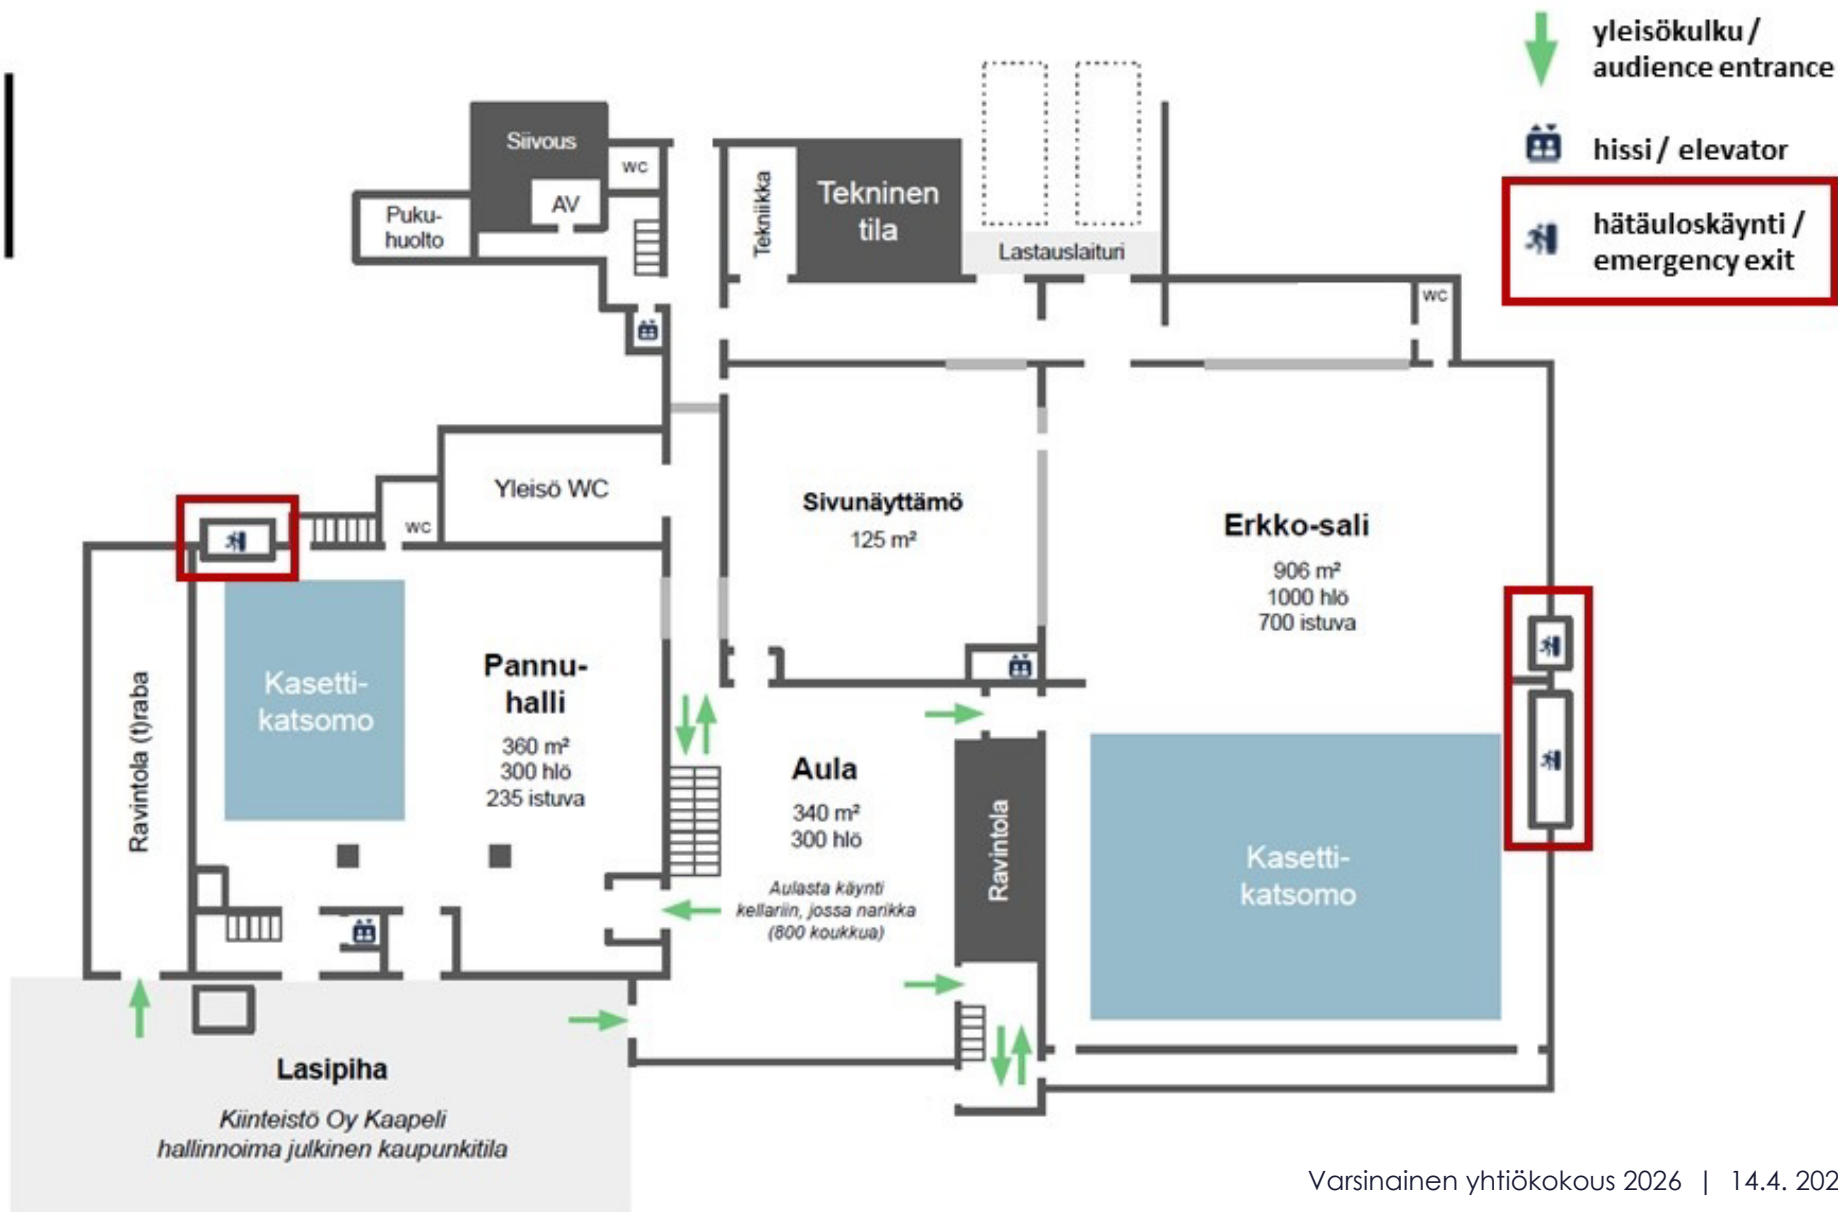 yleisökulku /
audience entrance
hissi / elevator
hätäuloskäynti /
emergency exit
Siivous
WC
AV
Puku-
huolto
Tekniikka
Tekninen
tila
Lastauslaituri
WC
Yleisö WC
WC
Sivunäyttämö
125 m²
Erkko-sali
906 m²
1000 hlö
700 istuva
Ravintola (t)raba
Kasetti-
katsomo
Pannu-
halli
360 m²
300 hlö
235 istuva
Aula
340 m²
300 hlö
Aulasta käynti
kellariin, jossa narikka
(800 koukkua)
Ravintola
Kasetti-
katsomo
Lasipiha
Kiinteistö Oy Kaapeli
hallinnoima julkinen kaupunkitila
Varsinainen yhtiökokous 2026 | 14.4. 202